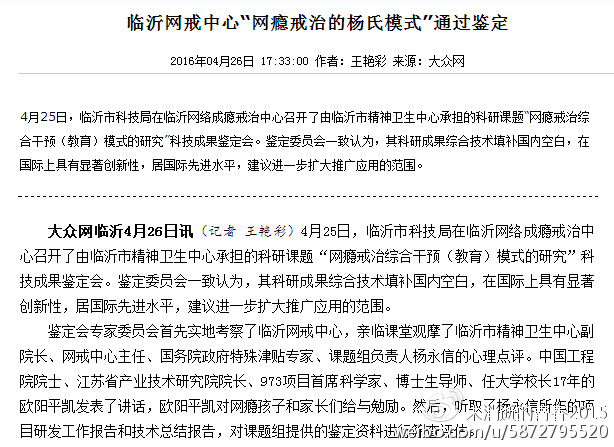 临沂网戒中心“网瘾戒治的杨氏模式”通过鉴定
2016年04月26日 17:33:00 作者：王艳彩 来源：大众网
4月25日，临沂市科技局在临沂网络成瘾戒治中心召开了由临沂市精神卫生中心承担的科研课题“网瘾戒治综
合干预（教育）模式的研究”科技成果鉴定会。鉴定委员会一致认为，其科研成果综合技术填补国内空白，在
国际上具有显著创新性，居国际先进水平，建议进一步扩大推广应用的范围。
大众网临沂4月26日讯（记者 王艳彩）4月25日，临沂市科技局在临沂网络成瘾戒治中
心召开了由临沂市精神卫生中心承担的科研课题“网瘾戒治综合干预（教育）模式的研究”科
技成果鉴定会。鉴定委员会一致认为，其科研成果综合技术填补国内空白，在国际上具有显著
创新性，居国际先进水平，建议进一步扩大推广应用的范围。
鉴定会专家委员会首先实地考察了临沂网戒中心，亲临课堂观摩了临沂市精神卫生中心副
院长、网戒中心主任、国务院政府特殊津贴专家、课题组负责人杨永信的心理点评。中国工程
院院士、江苏省产业技术研究院院长、973项目首席科学家、博士生导师、任大学校长17年的
欧阳平凯发表了讲话，欧阳平凯对网瘾孩子和家长们给与勉励。然后，听取了杨永信所作的项
目研发工作报告和技术总结报告，对课题组提供的鉴定资料进行
weibo.com/u/5872795520